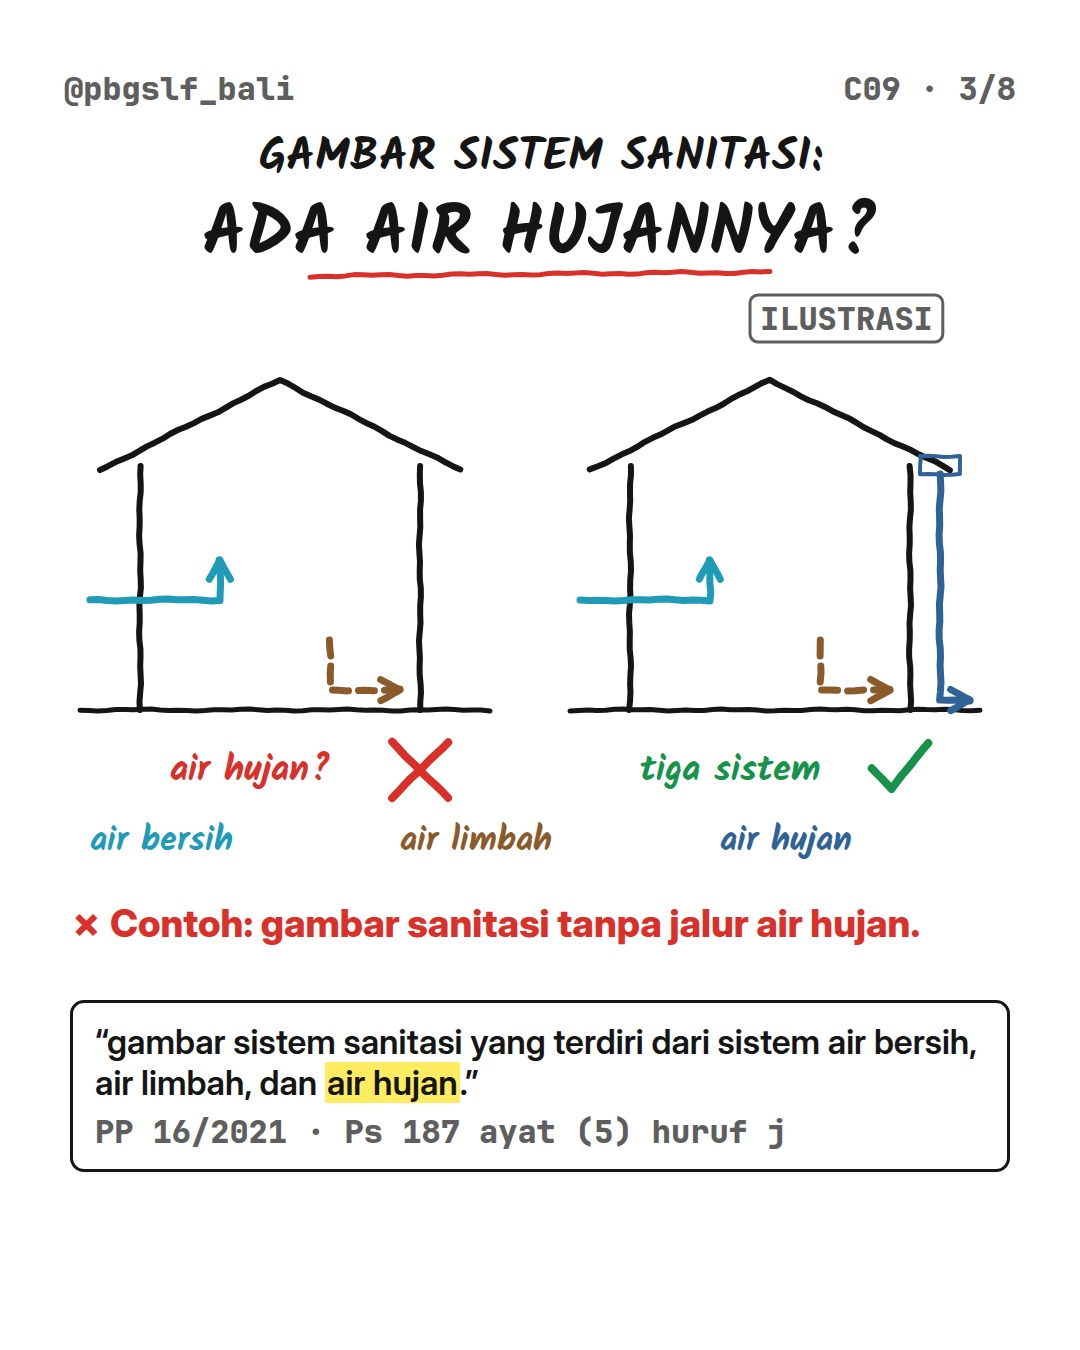 @pbgslf_bali
C09 · 3/8
GAMBAR SISTEM SANITASI:
ADA AIR HUJANNYA?
ILUSTRASI
air hujan?
tiga sistem
air bersih
air limbah
air hujan
× Contoh: gambar sanitasi tanpa jalur air hujan.
“gambar sistem sanitasi yang terdiri dari sistem air bersih,
air limbah, dan air hujan.”
PP 16/2021 · Ps 187 ayat (5) huruf j